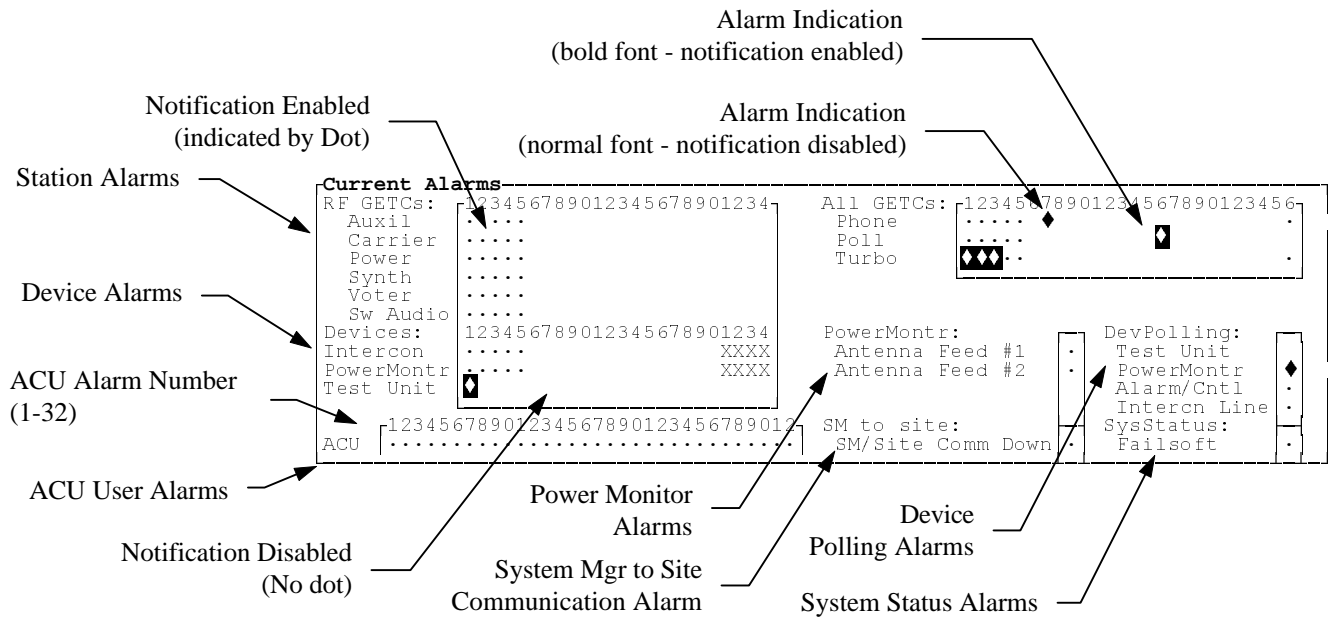 Alarm Indication
(bold font - notification enabled)
Notification Enabled
(indicated by Dot)
Alarm Indication
(normal font - notification disabled)
Station Alarms
Current Alarms
RF GETCs: 123456789012345678901234 All GETCs: 12345678901234567890123456
Auxil ····· Phone ····· ♦ ·
Carrier ····· Poll ····· ♦
Power ····· Turbo ♦♦♦·· ·
Synth ·····
Device Alarms
Voter ·····
Sw Audio ·····
Devices: 123456789012345678901234 PowerMontr: DevPolling:
Intercon ····· XXXX Antenna Feed #1 · Test Unit
PowerMontr ····· XXXX Antenna Feed #2 · PowerMontr ♦
Test Unit ♦ Alarm/Cntl ·
Intercn Line ·
ACU Alarm Number
(1-32)
12345678901234567890123456789012 SM to site: SysStatus:
ACU ································ SM/Site Comm Down · Failsoft ·
ACU User Alarms
Power Monitor
Alarms
Device
Polling Alarms
Notification Disabled
(No dot)
System Mgr to Site
Communication Alarm
System Status Alarms